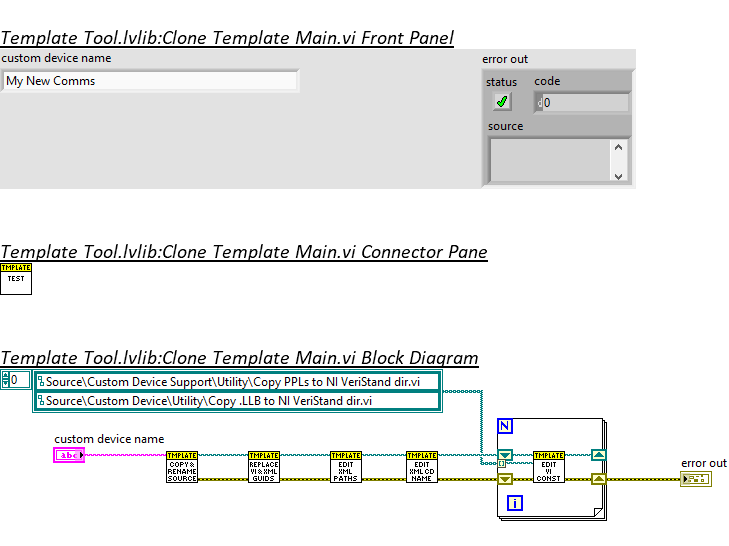 Template Tool.lvlib:Clone Template Main.vi Front Panel
custom device name
error out
My New Comms
status
code
d0
source
Template Tool.lvlib:Clone Template Main.vi Connector Pane
TMPLATE
TEST
Template Tool.lvlib:Clone Template Main.vi Block Diagram
0
Source\Custom Device Support\Utility\Copy PPLs to NI VeriStand dir.vi
Source\Custom Device\Utility\Copy .LLB to NI VeriStand dir.vi
N
custom device name
abc
TMPLATE
COPY &
RENAME
SOURCE
TMPLATE
REPLACE
VI & XML
GUIDS
TMPLATE
EDIT
XML
PATHS
TMPLATE
EDIT
XML CD
NAME
TMPLATE
EDIT
VI
CONST
error out
i